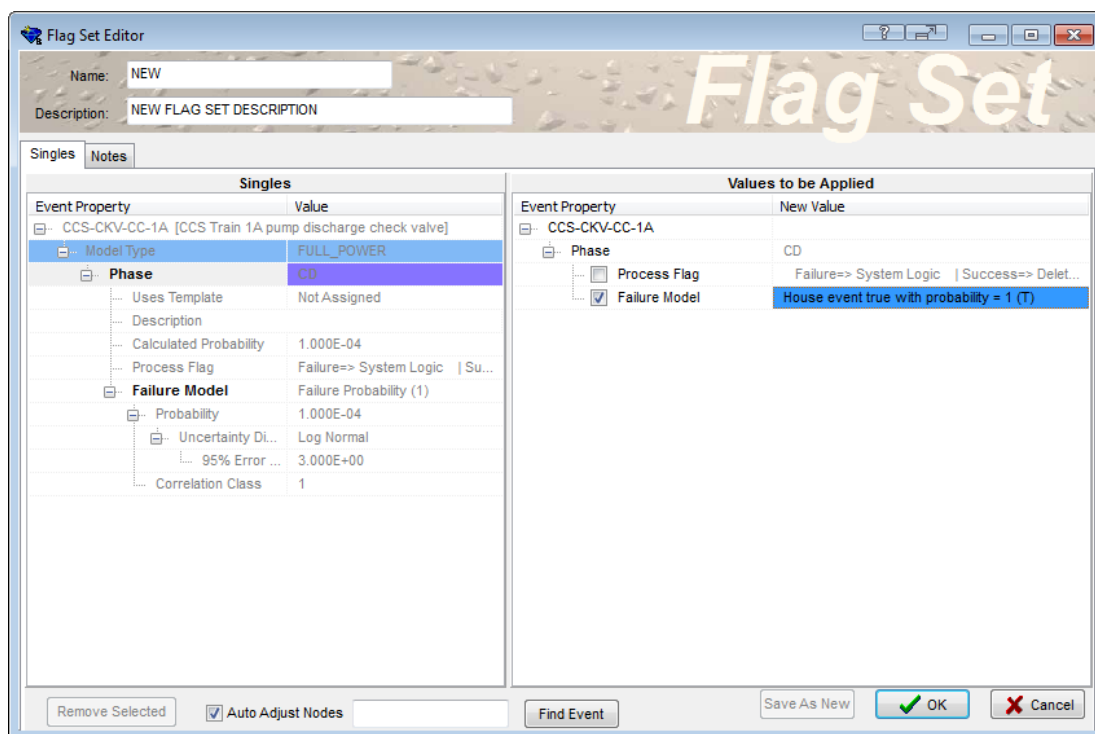 Flag Set Editor
Name: NEW
Flag Set
Description: NEW FLAG SET DESCRIPTION
Singles Notes
Singles Values to be Applied
Event Property Value Event Property New Value
CCS-CKV-CC-1A [CCS Train 1A pump discharge check valve] CCS-CKV-CC-1A
Model Type FULL_POWER Phase CD
Phase CD Process Flag Failure=> System Logic | Success=> Delet...
Uses Template Not Assigned Failure Model House event true with probability = 1 (T)
Description
Calculated Probability 1.000E-04
Process Flag Failure=> System Logic | Su...
Failure Model Failure Probability (1)
Probability 1.000E-04
Uncertainty Di... Log Normal
95% Error ... 3.000E+00
Correlation Class 1
Remove Selected Auto Adjust Nodes Find Event Save As New OK Cancel